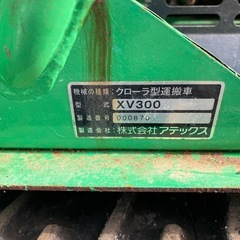 機械の種類：クローラ型運搬車
型式 XV300
製造番号 000870
製造者：株式会社アテックス